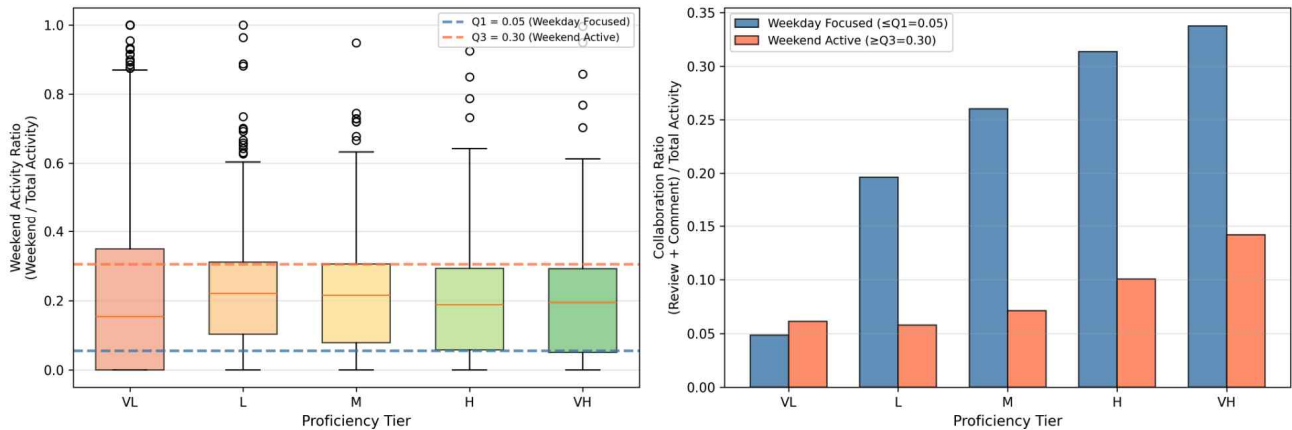 Weekend Activity Ratio
(Weekend / Total Activity)
1.0
0.8
0.6
0.4
0.2
0.0
Q1 = 0.05 (Weekday Focused)
Q3 = 0.30 (Weekend Active)
VL
L
M
H
VH
Proficiency Tier
Collaboration Ratio
(Review + Comment) / Total Activity
0.35
0.30
0.25
0.20
0.15
0.10
0.05
0.00
Weekday Focused (≤Q1=0.05)
Weekend Active (≥Q3=0.30)
VL
L
M
H
VH
Proficiency Tier